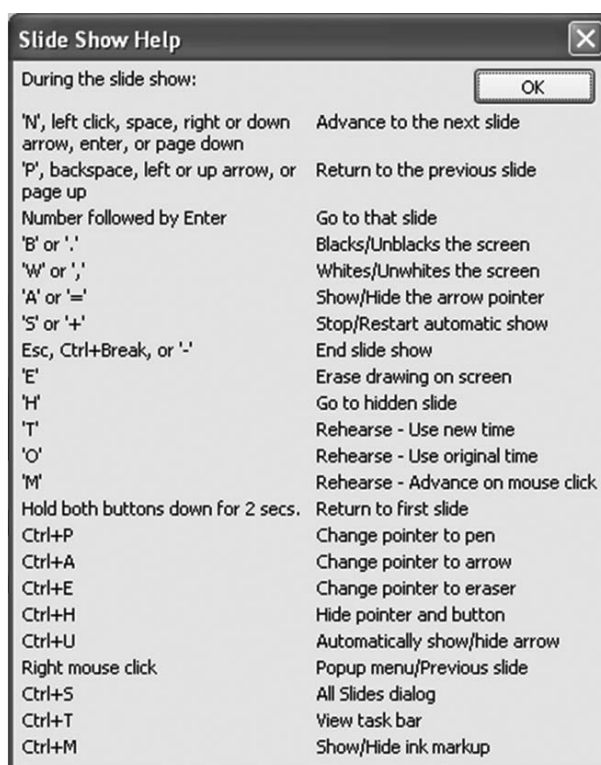 Slide Show Help
During the slide show:
OK
'N', left click, space, right or down Advance to the next slide
arrow, enter, or page down
'P', backspace, left or up arrow, or Return to the previous slide
page up
Number followed by Enter Go to that slide
'B' or '.' Blacks/Unblacks the screen
'W' or ',' Whites/Unwhites the screen
'A' or '=' Show/Hide the arrow pointer
'S' or '+' Stop/Restart automatic show
Esc, Ctrl+Break, or '-' End slide show
'E' Erase drawing on screen
'H' Go to hidden slide
'T' Rehearse - Use new time
'O' Rehearse - Use original time
'M' Rehearse - Advance on mouse click
Hold both buttons down for 2 secs. Return to first slide
Ctrl+P Change pointer to pen
Ctrl+A Change pointer to arrow
Ctrl+E Change pointer to eraser
Ctrl+H Hide pointer and button
Ctrl+U Automatically show/hide arrow
Right mouse click Popup menu/Previous slide
Ctrl+S All Slides dialog
Ctrl+T View task bar
Ctrl+M Show/Hide ink markup